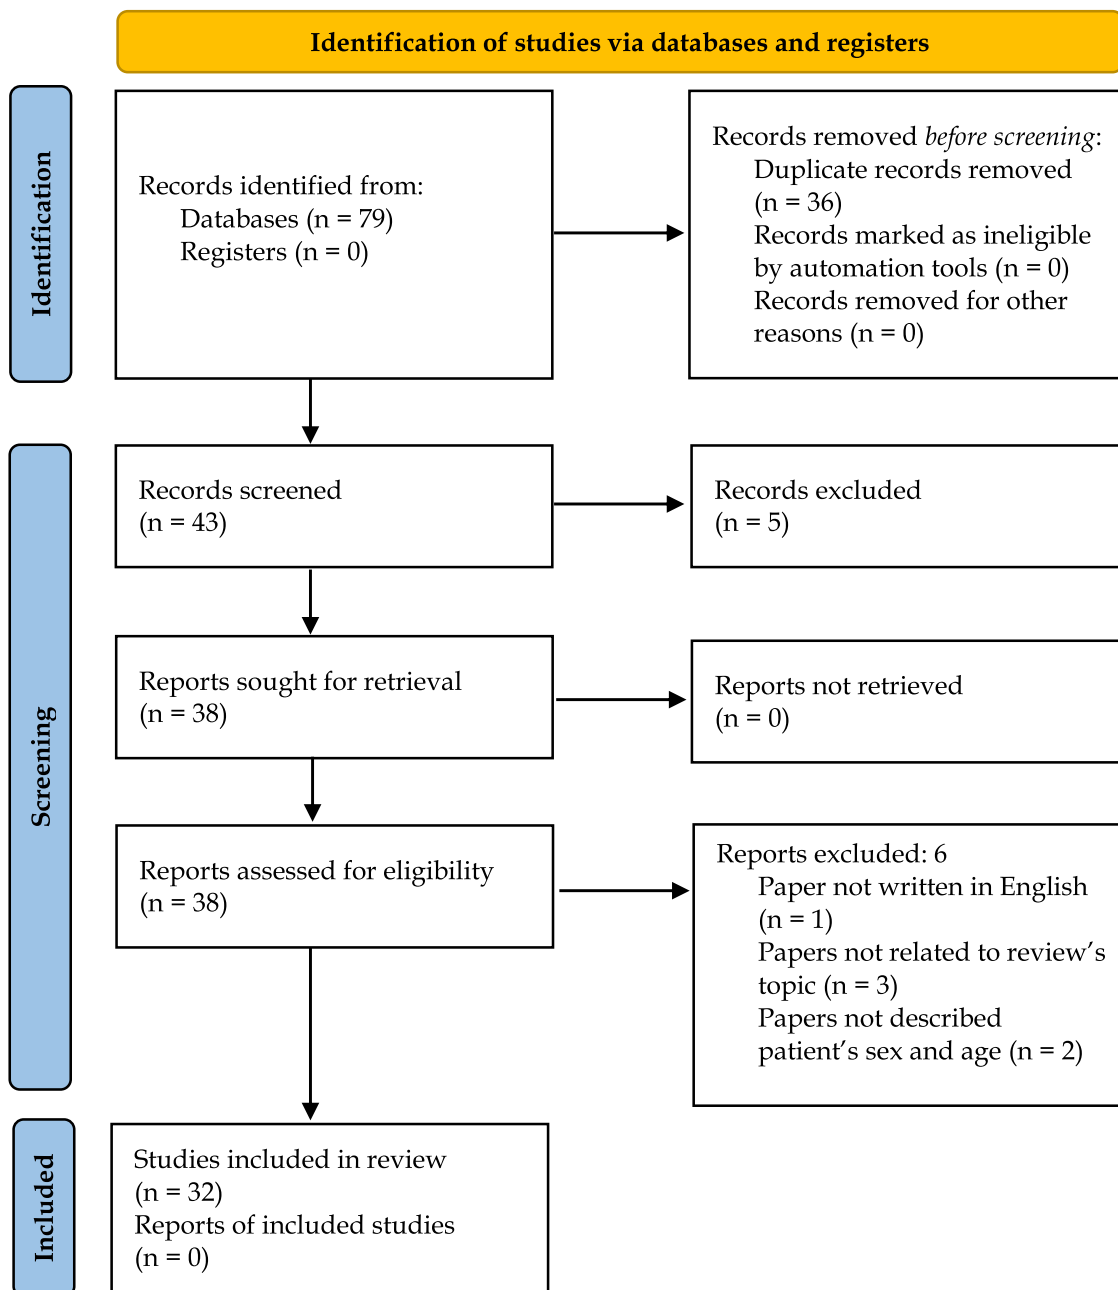 Identification of studies via databases and registers
Identification
Records identified from:
Databases (n = 79)
Registers (n = 0)
Records removed before screening:
Duplicate records removed
(n = 36)
Records marked as ineligible
by automation tools (n = 0)
Records removed for other
reasons (n = 0)
Screening
Records screened
(n = 43)
Records excluded
(n = 5)
Reports sought for retrieval
(n = 38)
Reports not retrieved
(n = 0)
Reports assessed for eligibility
(n = 38)
Reports excluded: 6
Paper not written in English
(n = 1)
Papers not related to review’s
topic (n = 3)
Papers not described
patient’s sex and age (n = 2)
Included
Studies included in review
(n = 32)
Reports of included studies
(n = 0)